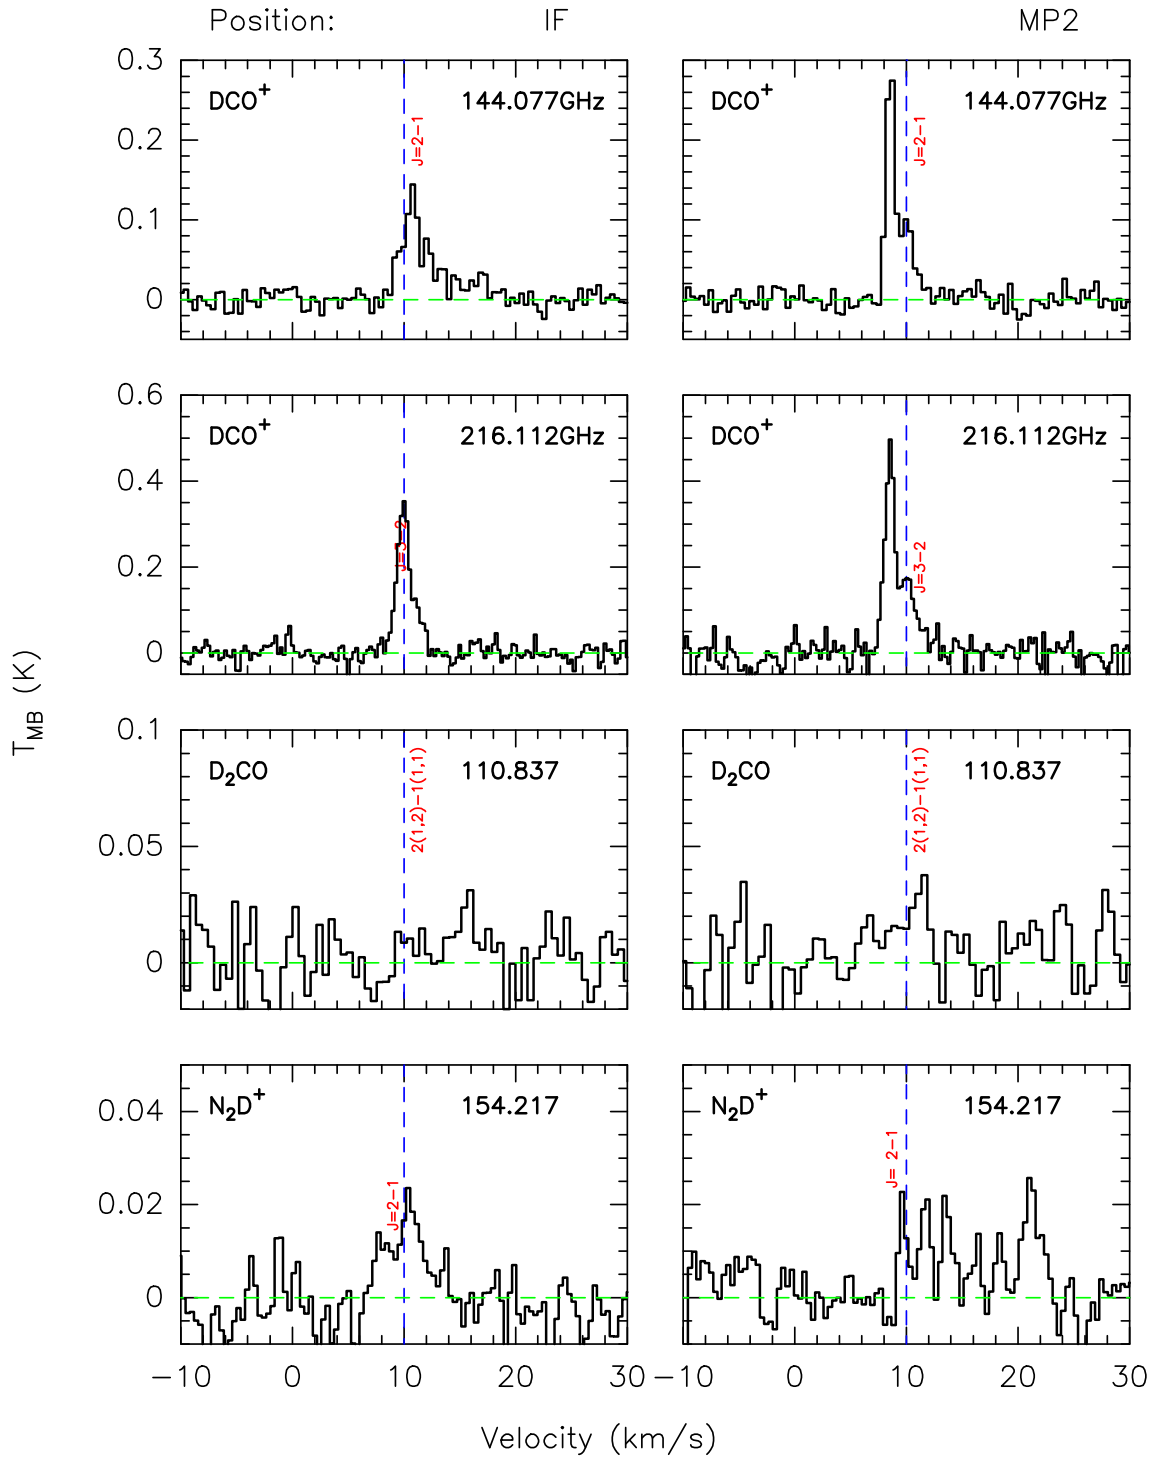 Position: IF MP2
0.3
DCO+ 144.077GHz DCO+ 144.077GHz
J=2-1 J=2-1
0.2
0.1
0
0.6
DCO+ 216.112GHz DCO+ 216.112GHz
0.4
J=3-2 J=3-2
0.2
0
T_MB (K)
0.1
D₂CO 110.837 D₂CO 110.837
2(1,2)-1(1,1) 2(1,2)-1(1,1)
0.05
0
N₂D+ 154.217 N₂D+ 154.217
0.04
J=2-1 J= 2-1
0.02
0
-10 0 10 20 30 -10 0 10 20 30
Velocity (km/s)